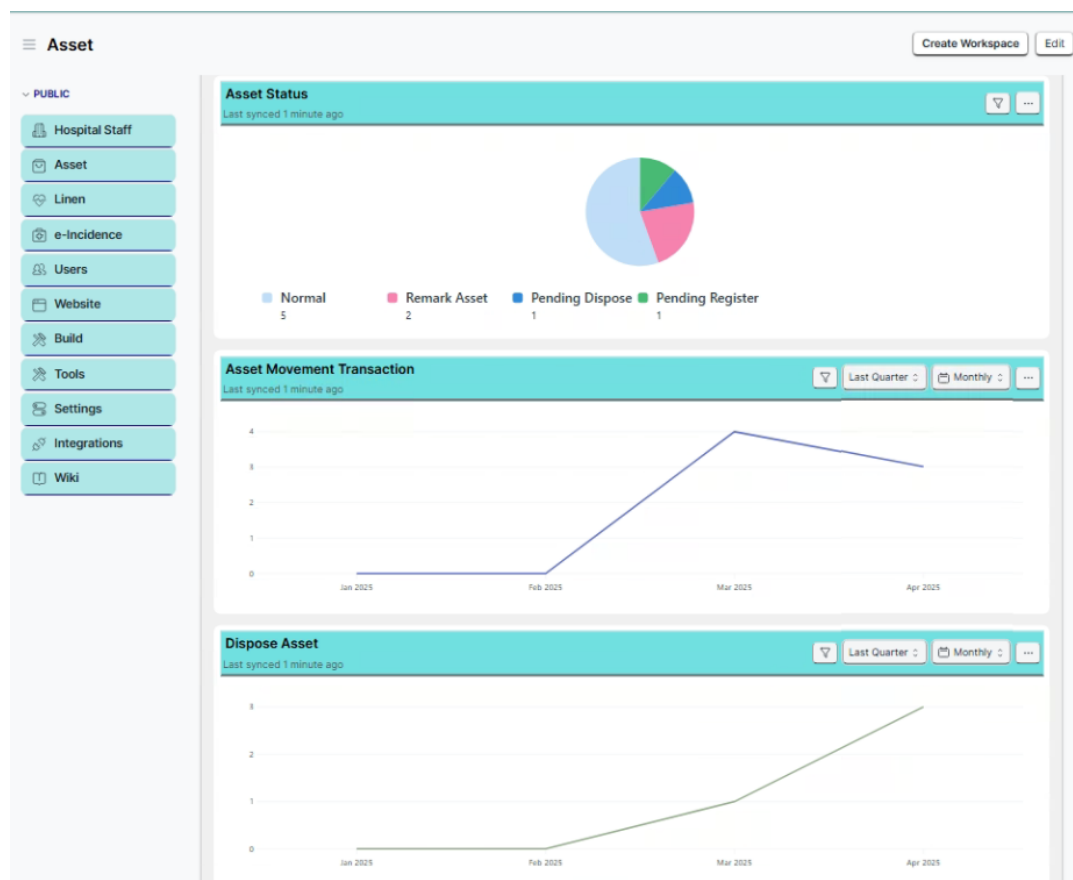 Asset
Create Workspace
Edit
PUBLIC
Hospital Staff
Asset
Linen
e-Incidence
Users
Website
Build
Tools
Settings
Integrations
Wiki
Asset Status
Last synced 1 minute ago
...
Normal
5
Remark Asset
2
Pending Dispose
1
Pending Register
1
Asset Movement Transaction
Last synced 1 minute ago
Last Quarter
Monthly
...
4
3
2
1
0
Jan 2025
Feb 2025
Mar 2025
Apr 2025
Dispose Asset
Last synced 1 minute ago
Last Quarter
Monthly
...
3
2
1
0
Jan 2025
Feb 2025
Mar 2025
Apr 2025